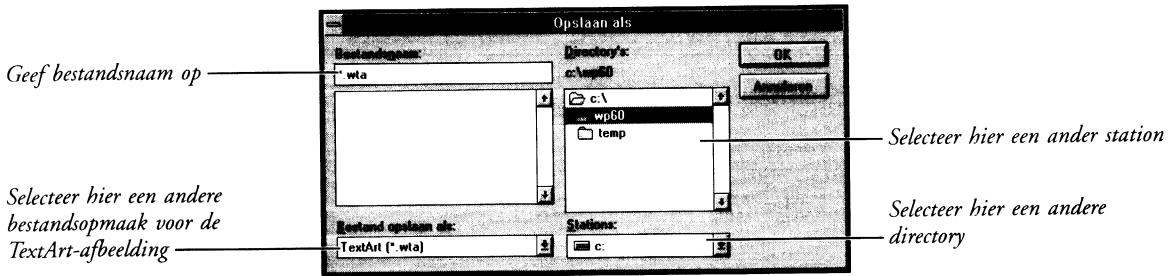 Opslaan als
Bestandsnaam:
*.wta
Directory's:
c:\wp60
OK
Annuleren
c:\
wp60
temp
Bestand opslaan als:
TextArt (*.wta)
Stations:
c:
Geef bestandsnaam op
Selecteer hier een andere
bestandsopmaak voor de
TextArt-afbeelding
Selecteer hier een ander station
Selecteer hier een andere
directory